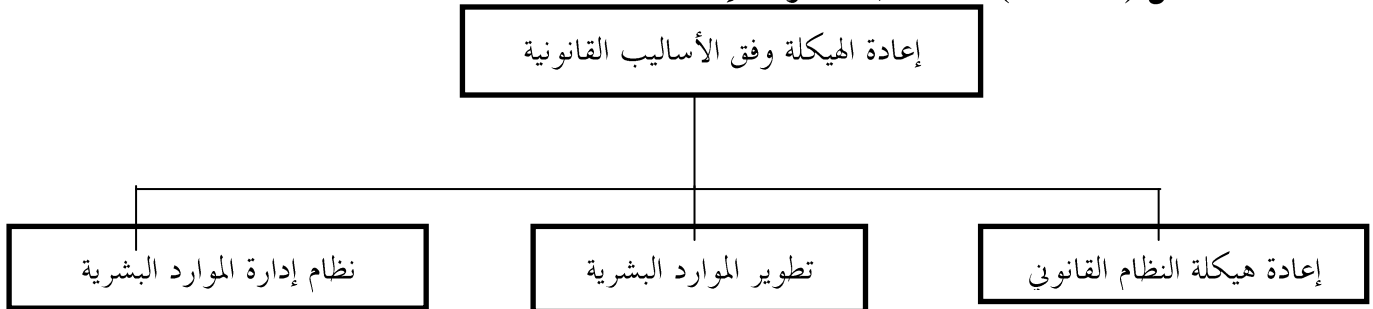 إعادة الهيكلة وفق الأساليب القانونية
إعادة هيكلة النظام القانوني
تطوير الموارد البشرية
نظام إدارة الموارد البشرية